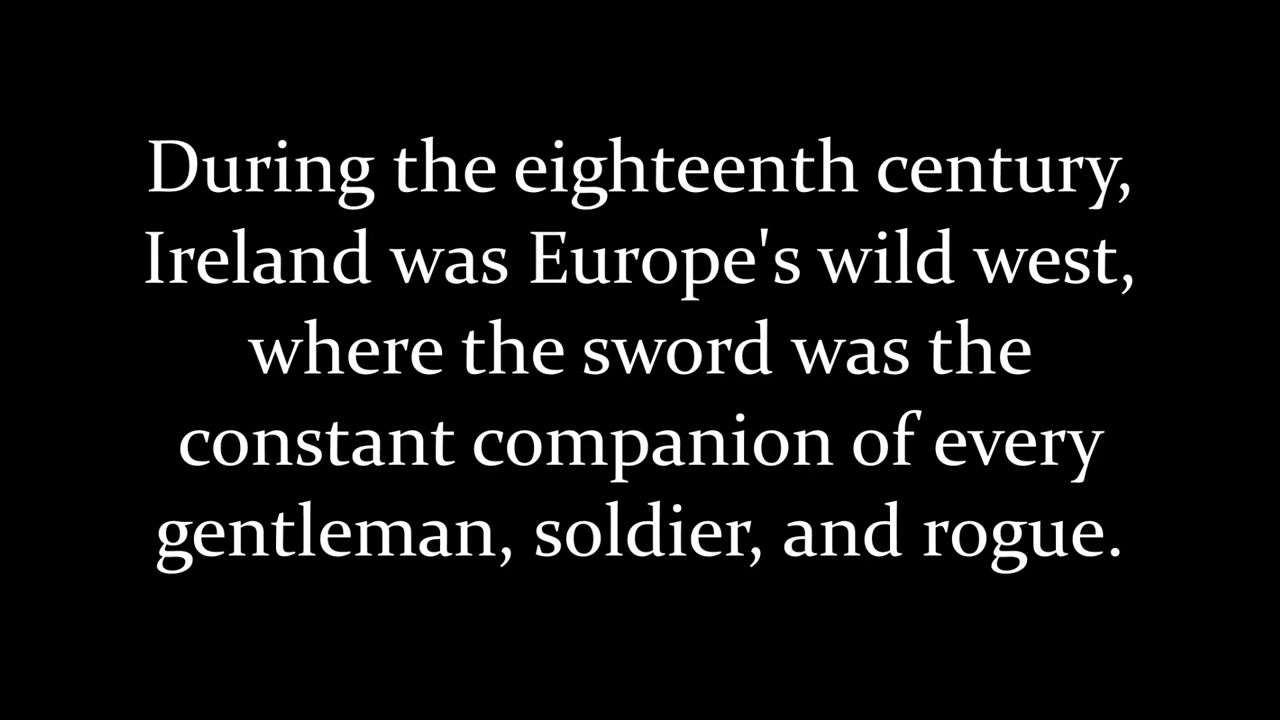 During the eighteenth century,
Ireland was Europe's wild west,
where the sword was the
constant companion of every
gentleman, soldier, and rogue.